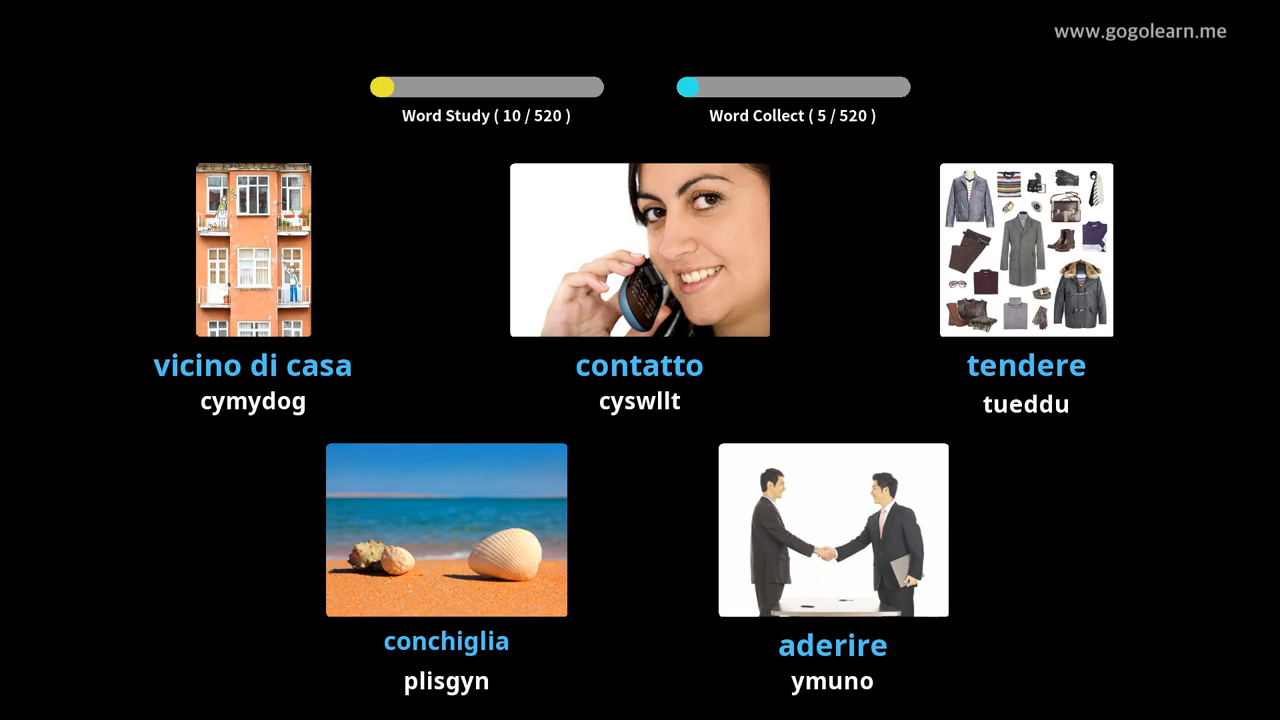 www.gogolearn.me
Word Study ( 10 / 520 )
Word Collect ( 5 / 520 )
vicino di casa
cymydog
contatto
cyswllt
tendere
tueddu
conchiglia
plisgyn
aderire
ymuno